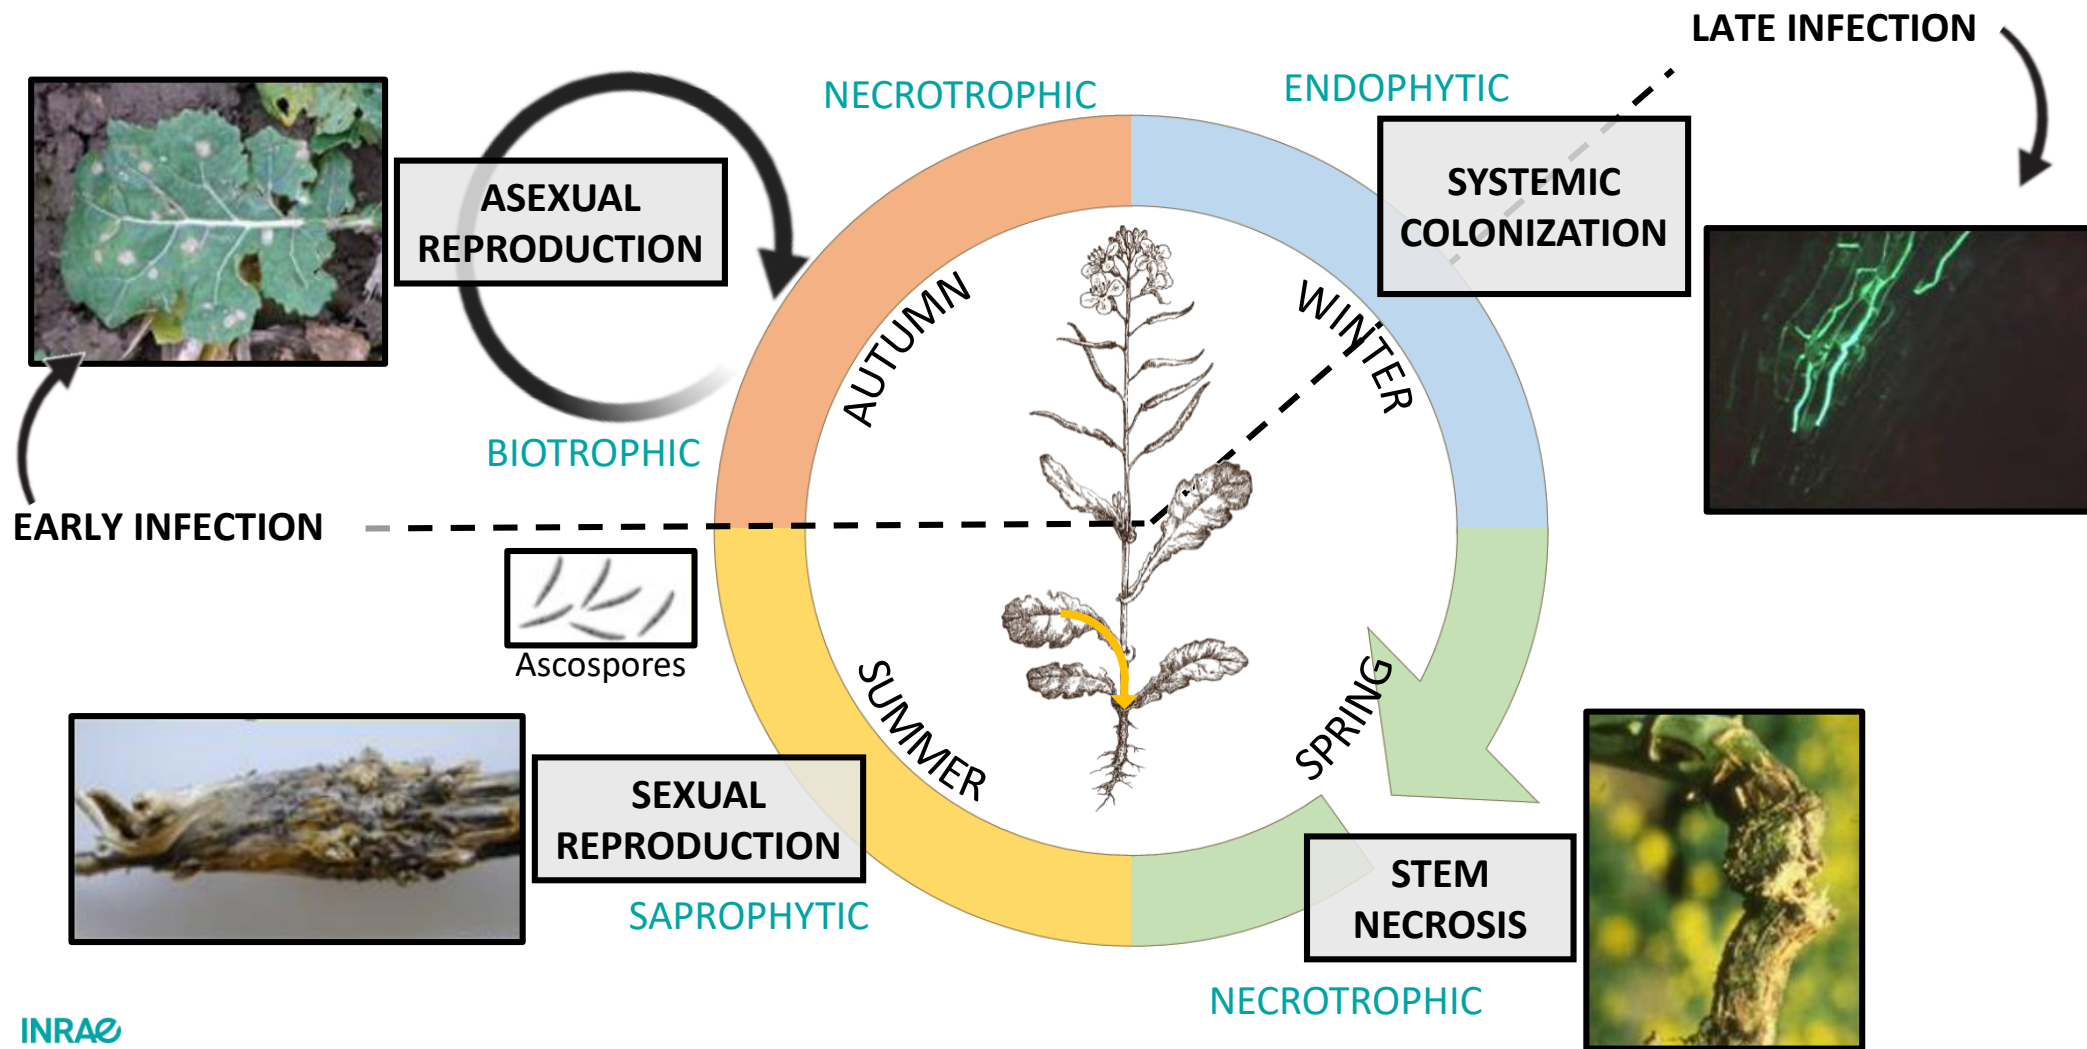 LATE INFECTION
NECROTROPHIC
ENDOPHYTIC
ASEXUAL
REPRODUCTION
SYSTEMIC
COLONIZATION
AUTUMN
WINTER
BIOTROPHIC
EARLY INFECTION
Ascospores
SUMMER
SPRING
SEXUAL
REPRODUCTION
SAPROPHYTIC
STEM
NECROSIS
NECROTROPHIC
INRAE